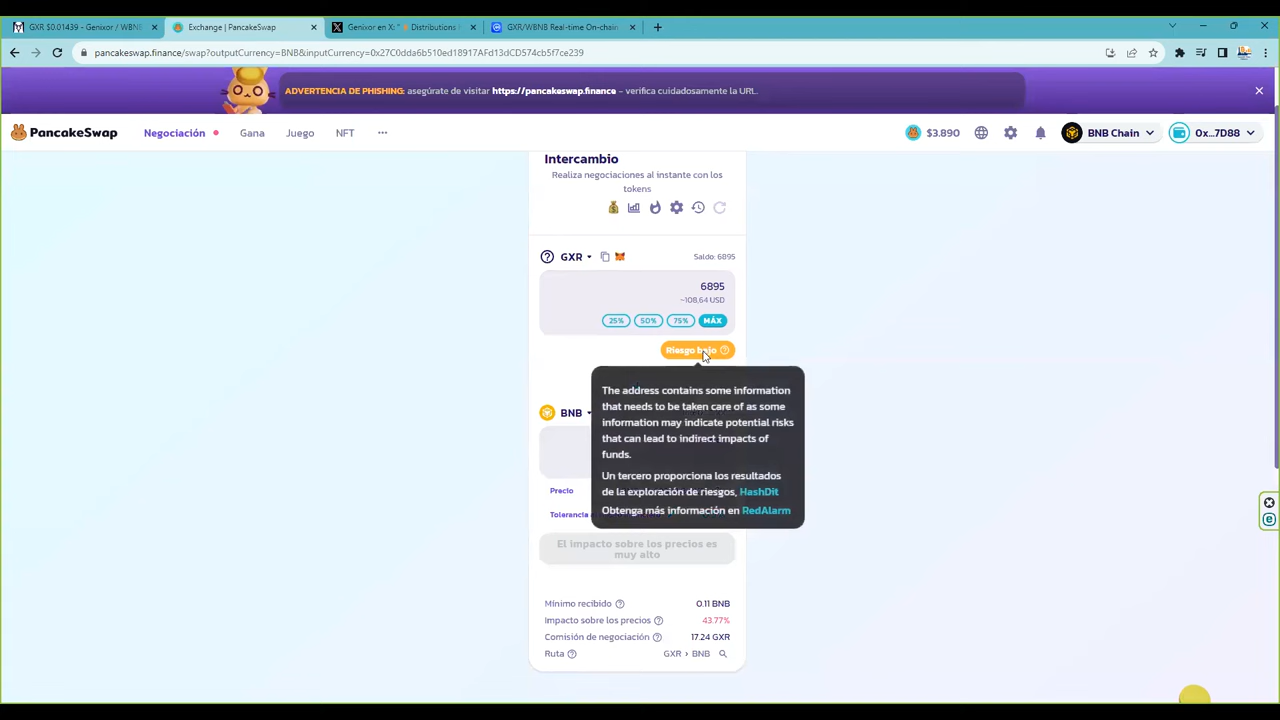 GXR $0.01439 - Genixor / WBN
Exchange | PancakeSwap
Genixor en X: "
Distributions
GXR/WBNB Real-time On-chain
pancakeswap.finance/swap?outputCurrency=BNB&inputCurrency=0x27C0dda6b510ed18917AFd13dCD574cb5f7ce239
ADVERTENCIA DE PHISHING: asegúrate de visitar https://pancakeswap.finance - verifica cuidadosamente la URL.
PancakeSwap
Negociación
Gana
Juego
NFT
$3.890
BNB Chain
0x...7D88
Intercambio
Realiza negociaciones al instante con los
tokens
GXR
Saldo: 6895
6895
~108,64 USD
25%
50%
75%
MÁX
Riesgo bajo
The address contains some information
that needs to be taken care of as some
information may indicate potential risks
that can lead to indirect impacts of
funds.
Un tercero proporciona los resultados
de la exploración de riesgos, HashDit
Obtenga más información en RedAlarm
BNB
Precio
Tolerancia
El impacto sobre los precios es
muy alto
Mínimo recibido
0.11 BNB
Impacto sobre los precios
43.77%
Comisión de negociación
17.24 GXR
Ruta
GXR > BNB